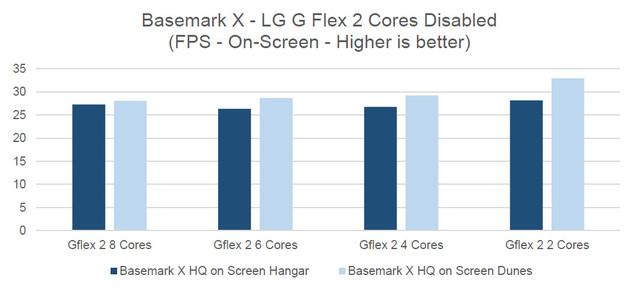 Basemark X - LG G Flex 2 Cores Disabled
(FPS - On-Screen - Higher is better)
35
30
25
20
15
10
5
0
Gflex 2 8 Cores
Gflex 2 6 Cores
Gflex 2 4 Cores
Gflex 2 2 Cores
Basemark X HQ on Screen Hangar
Basemark X HQ on Screen Dunes